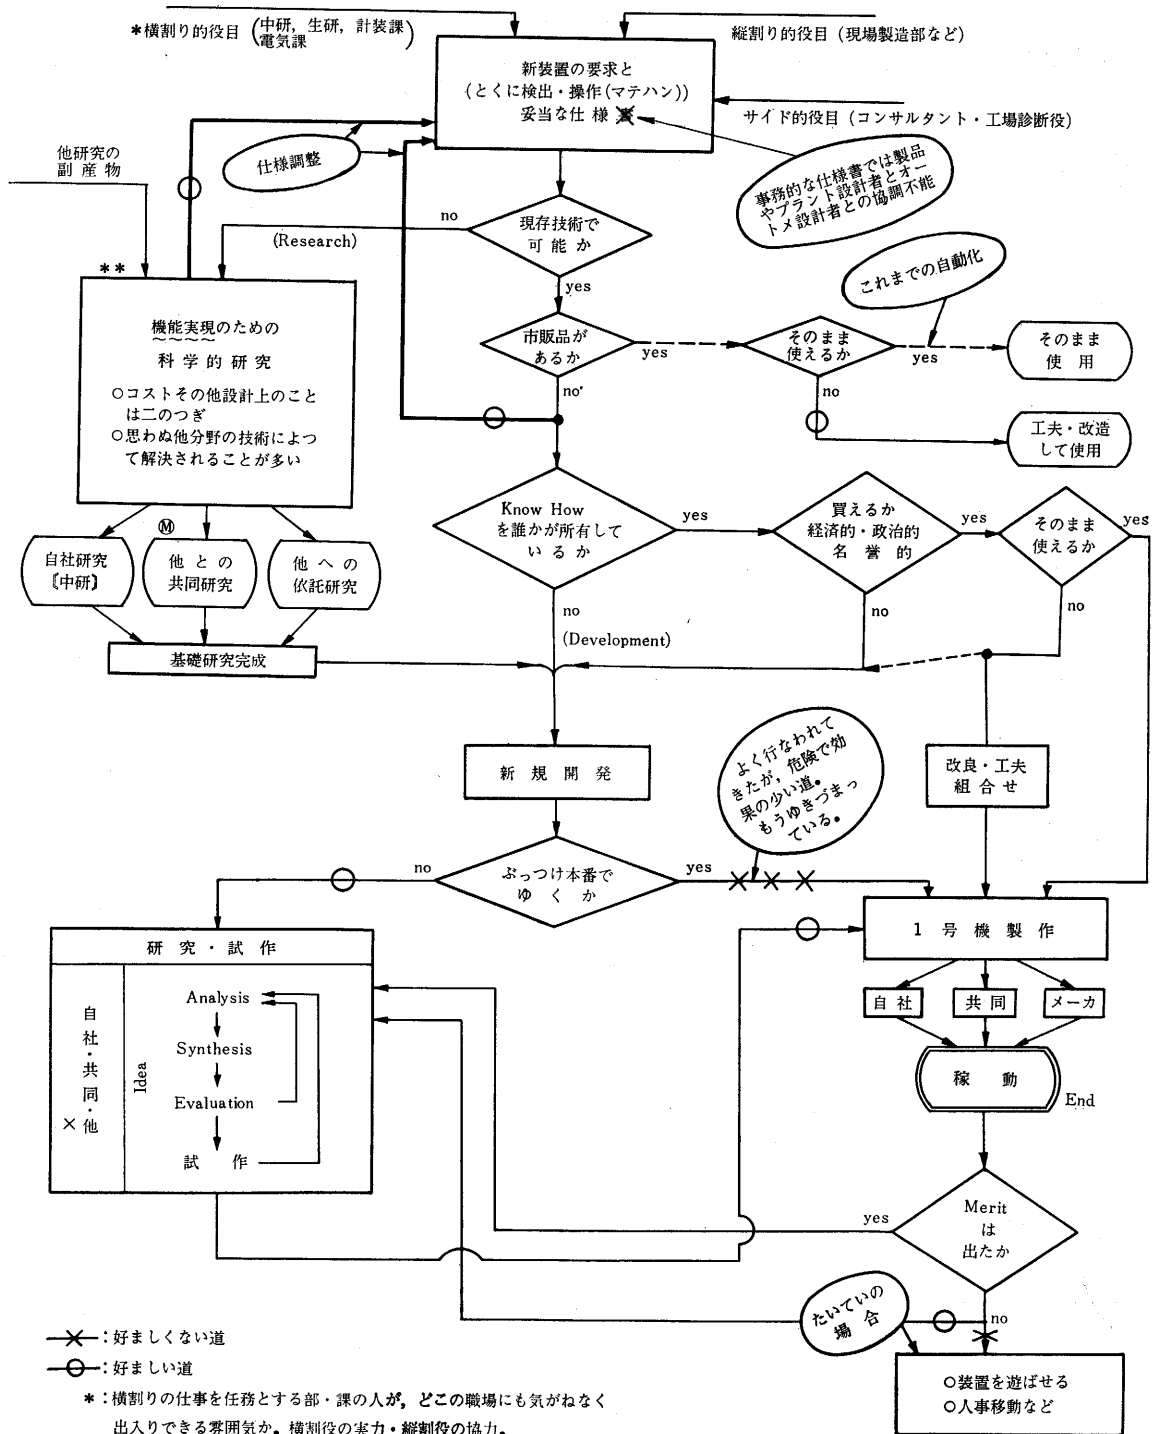 *横割り的役目
(中研, 生研, 計装課
電気課)
縦割り的役目 (現場製造部など)
新装置の要求と
(とくに検出・操作(マテハン))
妥当な仕様書
サイド的役目 (コンサルタント・工場診断役)
仕様調整
他研究の
副産物
事務的な仕様書では製品
やプラント設計者とオー
トメ設計者との協調不能
no
現存技術で
可能か
(Research)
yes
これまでの自動化
**
機能実現のための
科学的研究
○コストその他設計上のこと
は二のつぎ
○思わぬ他分野の技術によつ
て解決されることが多い
市販品が
あるか
yes
no
そのまま
使えるか
yes
no
そのまま
使用
工夫・改造
して使用
Know How
を誰かが所有して
いるか
yes
no
買えるか
経済的・政治的
名誉的
yes
no
そのまま
使えるか
yes
no
Ⓜ
自社研究
〔中研〕
他との
共同研究
他への
依託研究
(Development)
基礎研究完成
新規開発
よく行なわれて
きたが, 危険で効
果の少い道。
もうゆきづまっ
ている。
改良・工夫
組合せ
no
ぶっつけ本番で
ゆくか
yes
1号機製作
研究・試作
自社・共同・他
×
Idea
Analysis
Synthesis
Evaluation
試作
自社
共同
メーカ
稼動
End
yes
Merit
は
出たか
no
たいていの
場合
○装置を遊ばせる
○人事移動など
:好ましくない道
:好ましい道
*:横割りの仕事を任務とする部・課の人が, どこの職場にも気がねなく
出入りできる雰囲気か。横割役の実力・縦割役の協力。